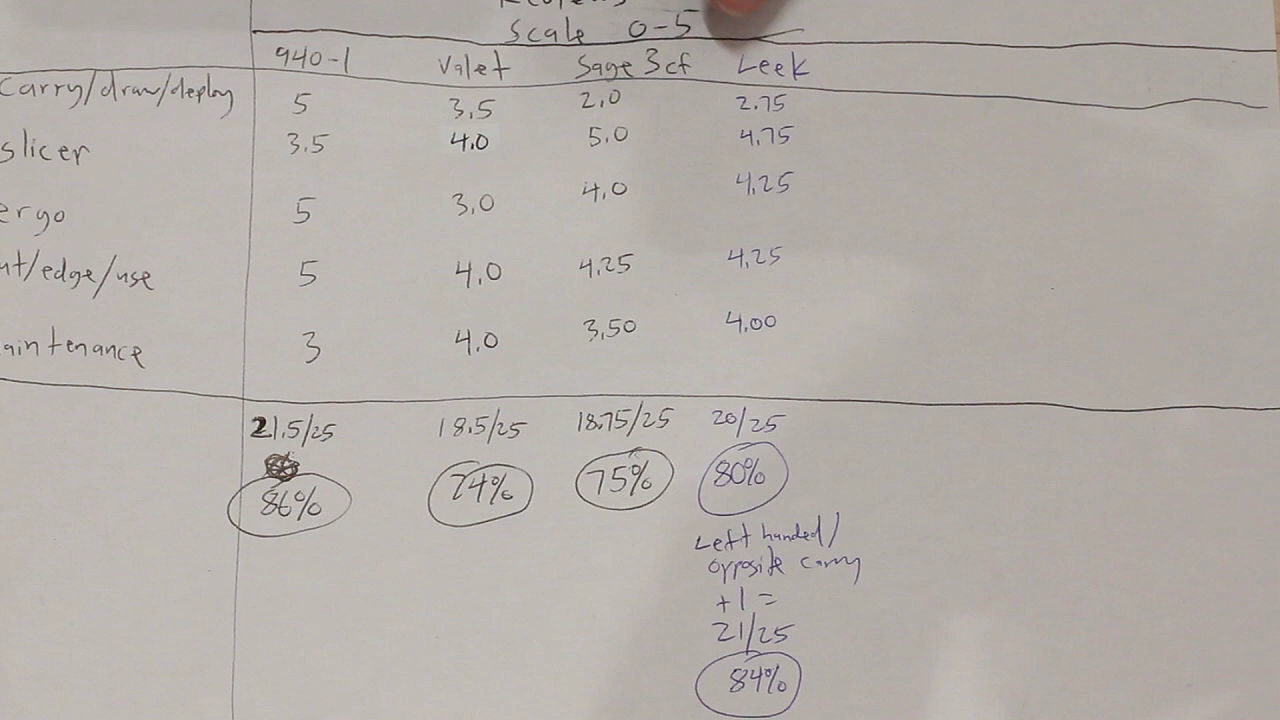 Scale 0-5
940-1 Valet Sage 3cf Leek
carry/draw/deploy 5 3.5 2.0 2.75
slicer 3.5 4.0 5.0 4.75
ergo 5 3.0 4.0 4.25
/edge/use 5 4.0 4.25 4.25
aintenance 3 4.0 3.50 4.00
21.5/25 18.5/25 18.75/25 20/25
86% 74% 75% 80%
Left handed/
opposite carry
+1 =
21/25
84%